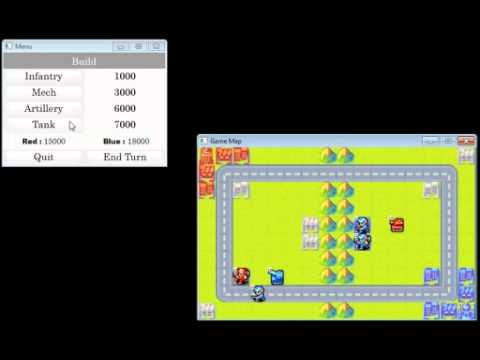 Menu
Build
Infantry 1000
Mech 3000
Artillery 6000
Tank 7000
Red : 15000 Blue : 18000
Quit End Turn
Game Map